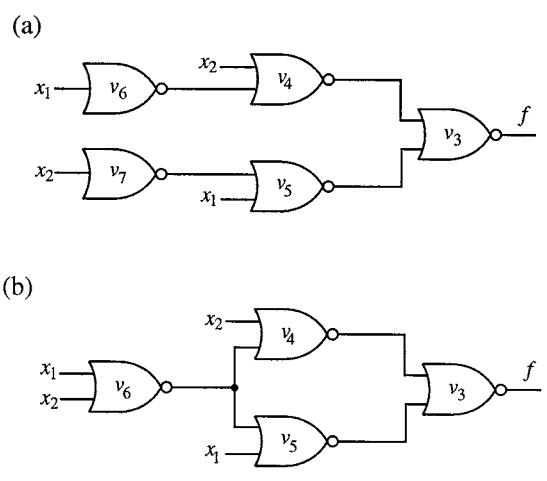 (a)
x₂
x₁ v₆ v₄
f
v₃
x₂ v₇ v₅
x₁
(b)
x₂ v₄
x₁ f
v₆ v₃
x₂
v₅
x₁